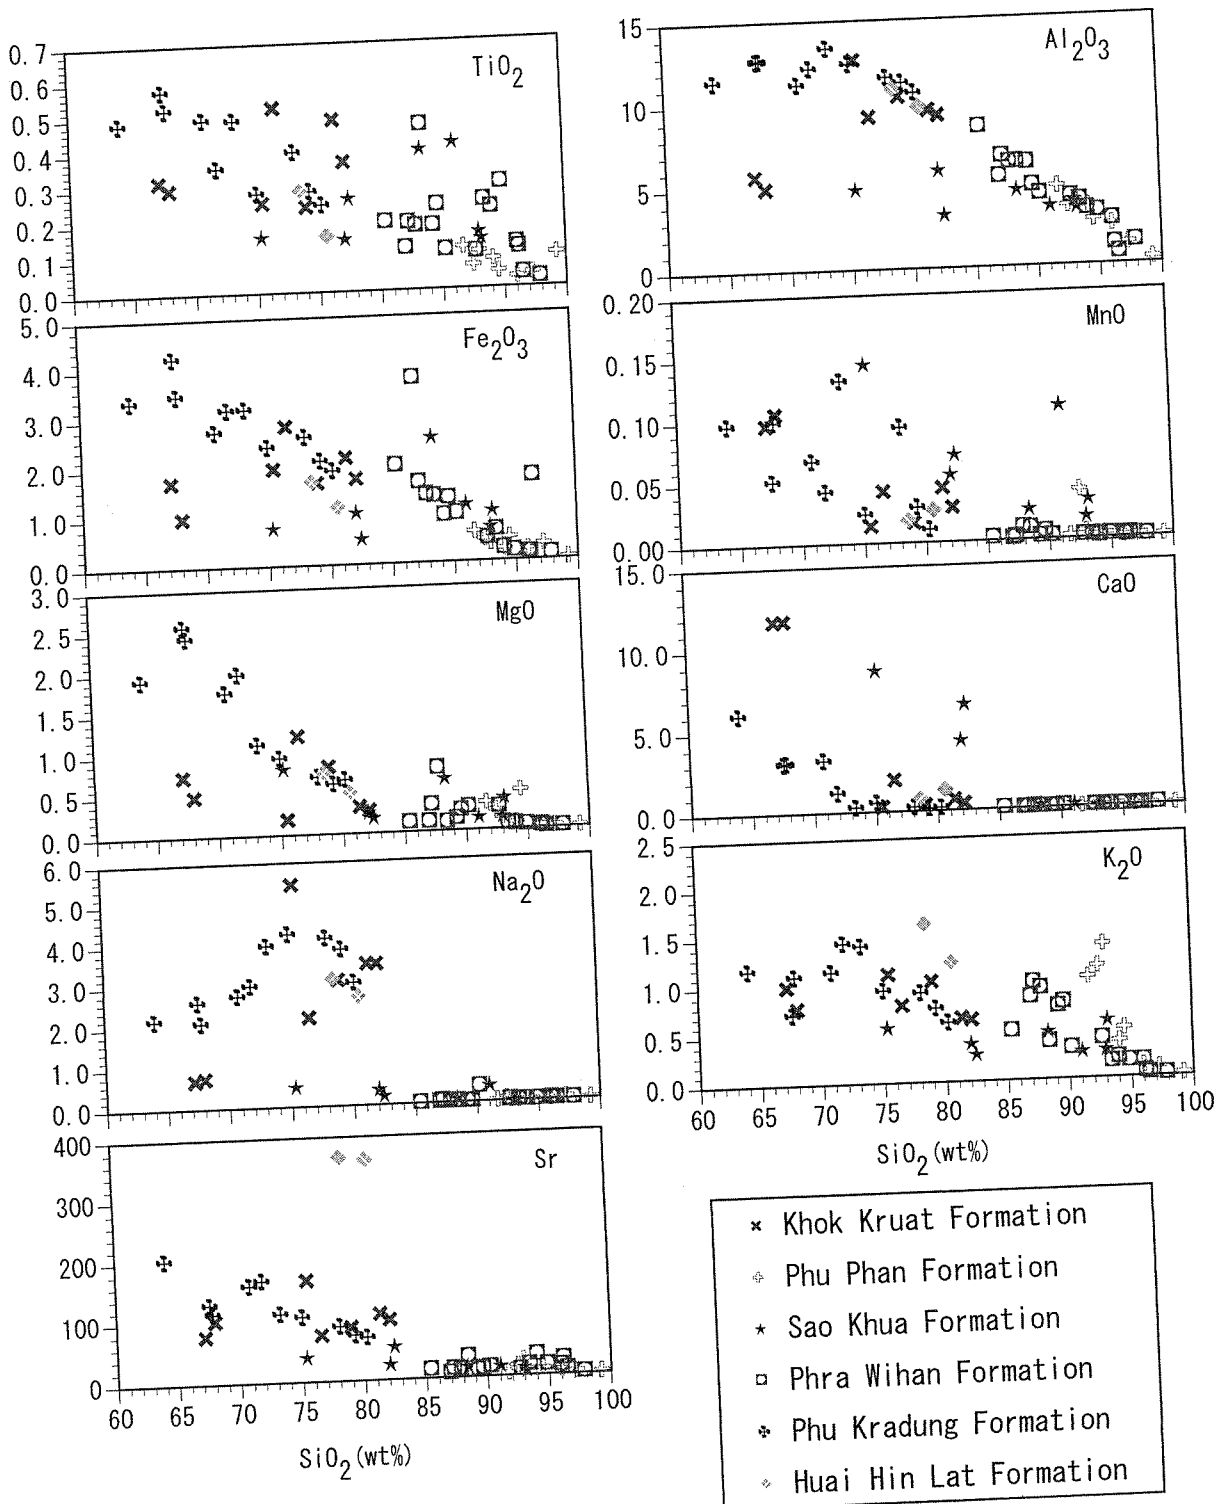 TiO2
0.7
0.6
0.5
0.4
0.3
0.2
0.1
0.0
Al2O3
15
10
5
0
Fe2O3
5.0
4.0
3.0
2.0
1.0
0.0
MnO
0.20
0.15
0.10
0.05
0.00
MgO
3.0
2.5
2.0
1.5
1.0
0.5
0.0
CaO
15.0
10.0
5.0
0.0
Na2O
6.0
5.0
4.0
3.0
2.0
1.0
0.0
K2O
2.5
2.0
1.5
1.0
0.5
0.0
60 65 70 75 80 85 90 95 100
SiO2 (wt%)
Sr
400
300
200
100
0
60 65 70 75 80 85 90 95 100
SiO2 (wt%)
Khok Kruat Formation
Phu Phan Formation
Sao Khua Formation
Phra Wihan Formation
Phu Kradung Formation
Huai Hin Lat Formation